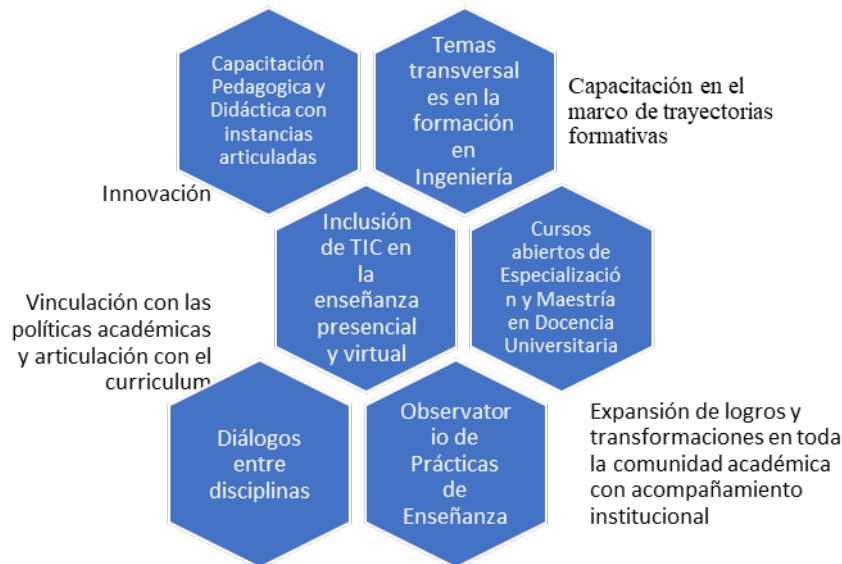 Capacitación
Pedagogica y
Didáctica con
instancias
articuladas
Temas
transversal
es en la
formación
en
Ingeniería
Capacitación en el
marco de trayectorias
formativas
Innovación
Inclusión
de TIC en
la
enseñanza
presencial
y virtual
Cursos
abiertos de
Especializació
n y Maestría
en Docencia
Universitaria
Vinculación con las
políticas académicas
y articulación con el
curriculum
Diálogos
entre
disciplinas
Observator
io de
Prácticas
de
Enseñanza
Expansión de logros y
transformaciones en toda
la comunidad académica
con acompañamiento
institucional